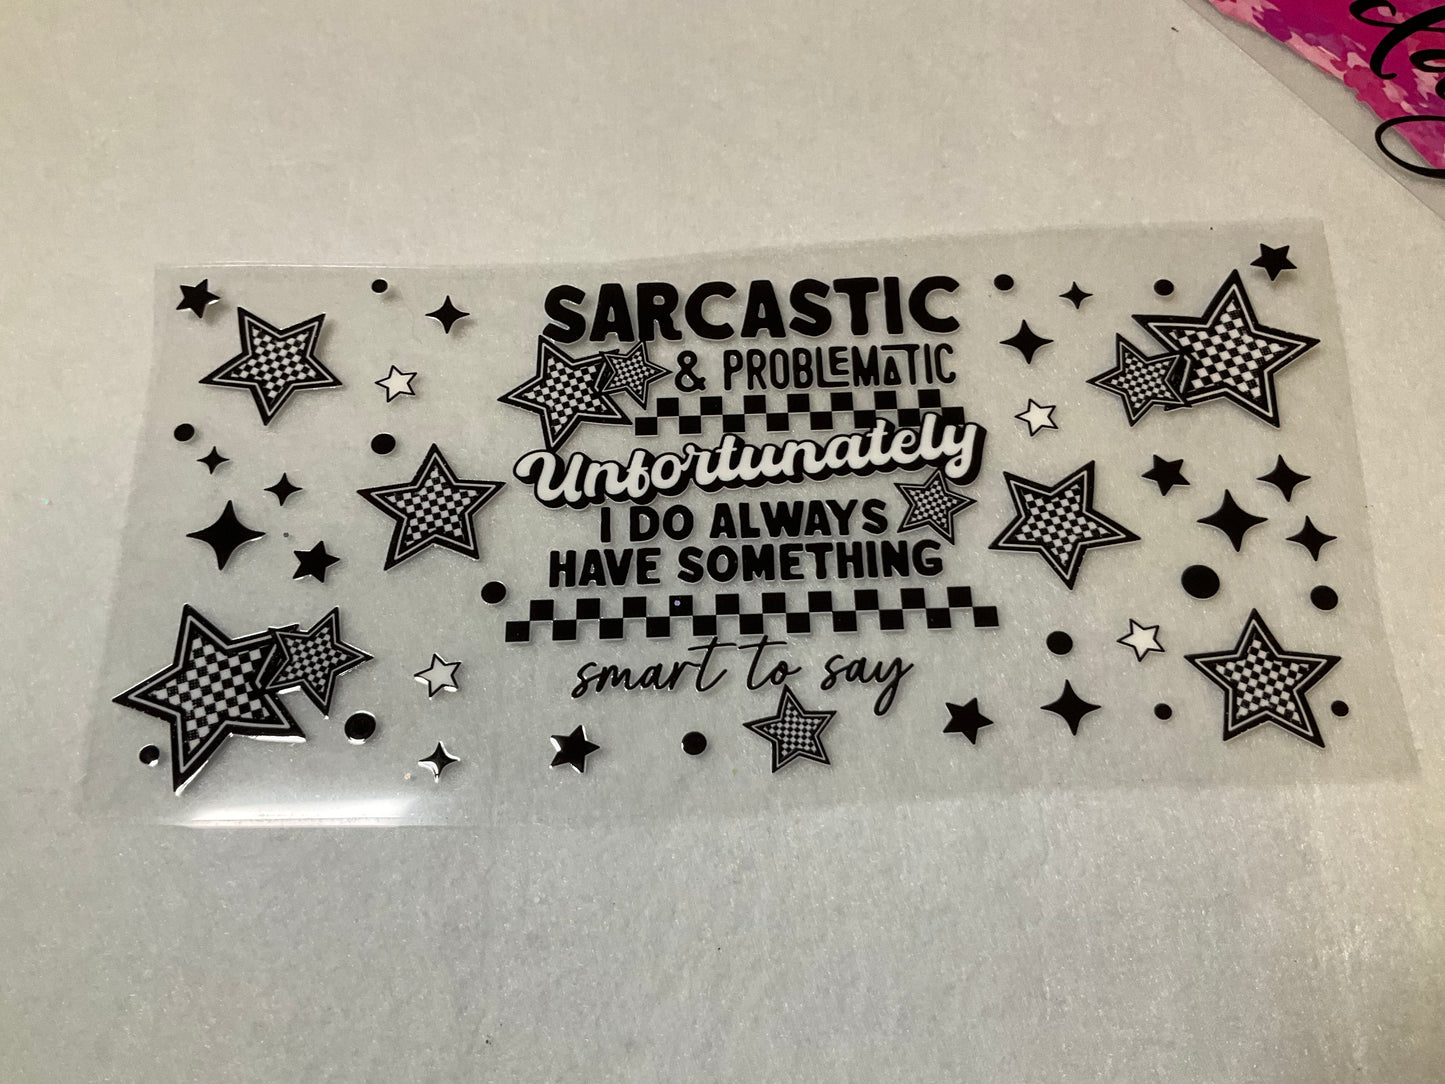 SARCASTIC
& PROBLEMATIC
Unfortunately
I DO ALWAYS
HAVE SOMETHING
smart to say